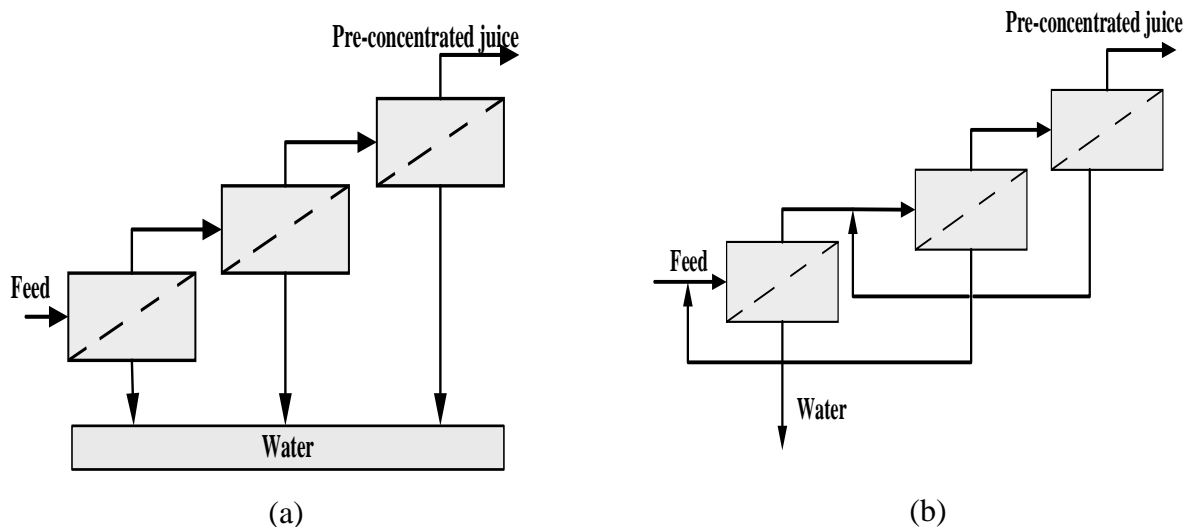 Pre-concentrated juice
Feed
Water
(a)
Pre-concentrated juice
Feed
Water
(b)